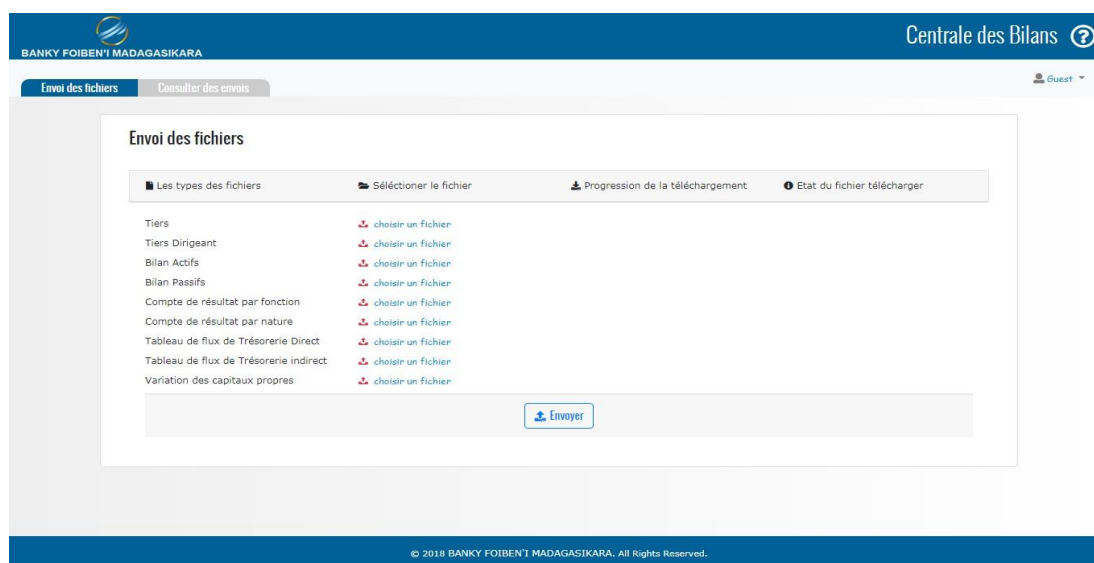 BANKY FOIBEN'I MADAGASIKARA
Centrale des Bilans ?
Envoi des fichiers Consulter des envois Guest
Envoi des fichiers
Les types des fichiers Séléctioner le fichier Progression de la téléchargement Etat du fichier télécharger
Tiers choisir un fichier
Tiers Dirigeant choisir un fichier
Bilan Actifs choisir un fichier
Bilan Passifs choisir un fichier
Compte de résultat par fonction choisir un fichier
Compte de résultat par nature choisir un fichier
Tableau de flux de Trésorerie Direct choisir un fichier
Tableau de flux de Trésorerie indirect choisir un fichier
Variation des capitaux propres choisir un fichier
Envoyer
© 2018 BANKY FOIBEN'I MADAGASIKARA. All Rights Reserved.